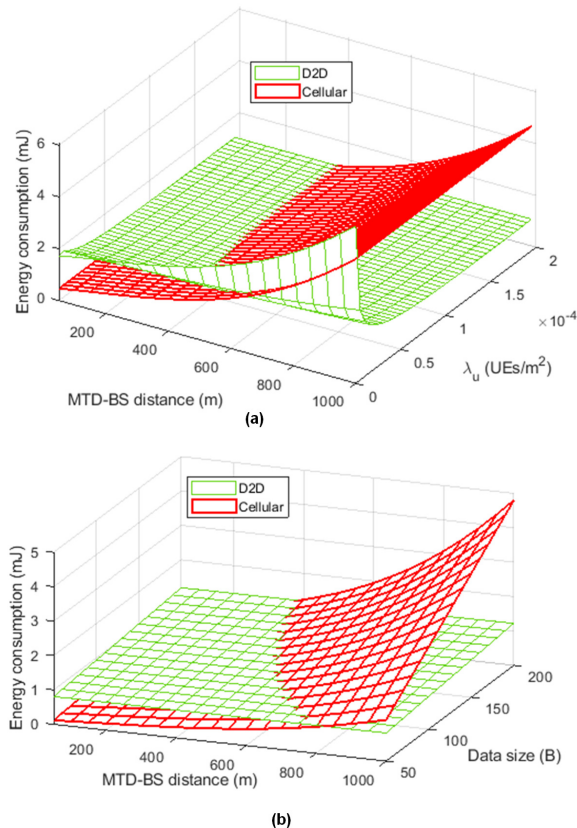 D2D
Cellular
6
4
2
0
Energy consumption (mJ)
200
400
600
800
1000
MTD-BS distance (m)
0
0.5
1
1.5
2
×10⁻⁴
λᵤ (UEs/m²)
(a)
D2D
Cellular
5
4
3
2
1
0
Energy consumption (mJ)
200
400
600
800
1000
MTD-BS distance (m)
50
100
150
200
Data size (B)
(b)